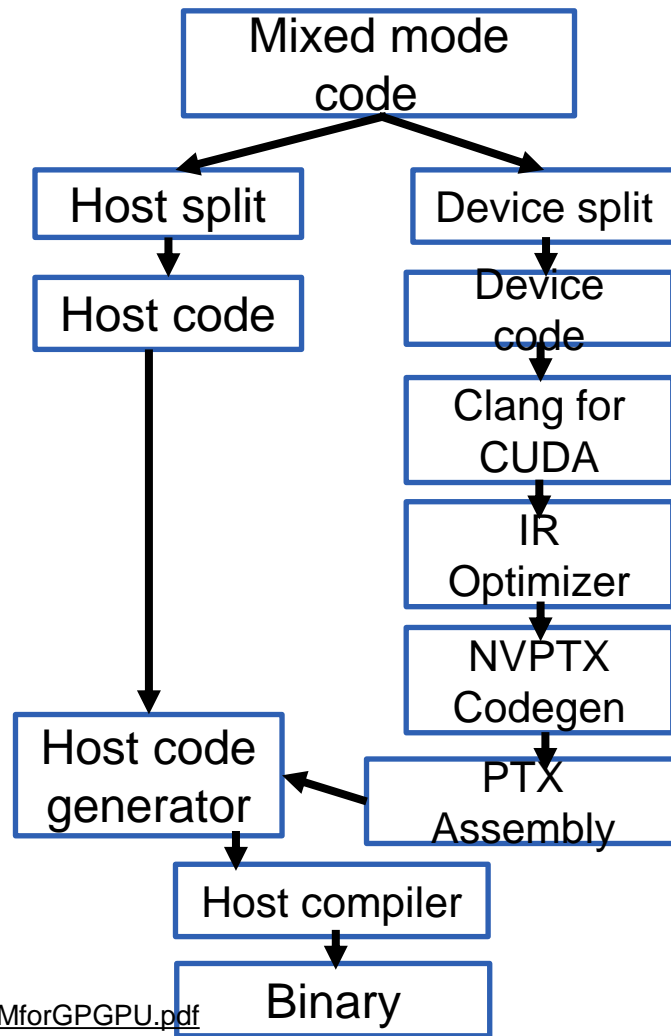 Mixed mode
code
Host split
Device split
Host code
Device
code
Clang for
CUDA
IR
Optimizer
NVPTX
Codegen
Host code
generator
PTX
Assembly
Host compiler
Binary
MforGPGPU.pdf